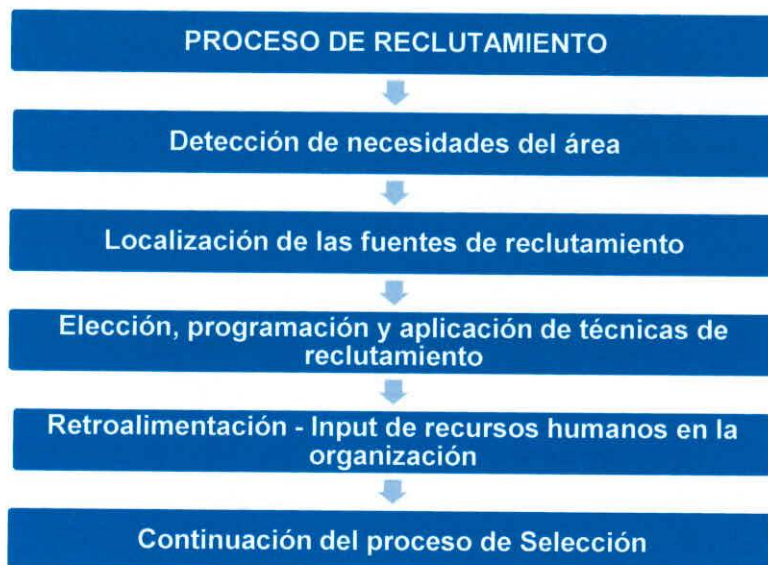 PROCESO DE RECLUTAMIENTO
Detección de necesidades del área
Localización de las fuentes de reclutamiento
Elección, programación y aplicación de técnicas de
reclutamiento
Retroalimentación - Input de recursos humanos en la
organización
Continuación del proceso de Selección